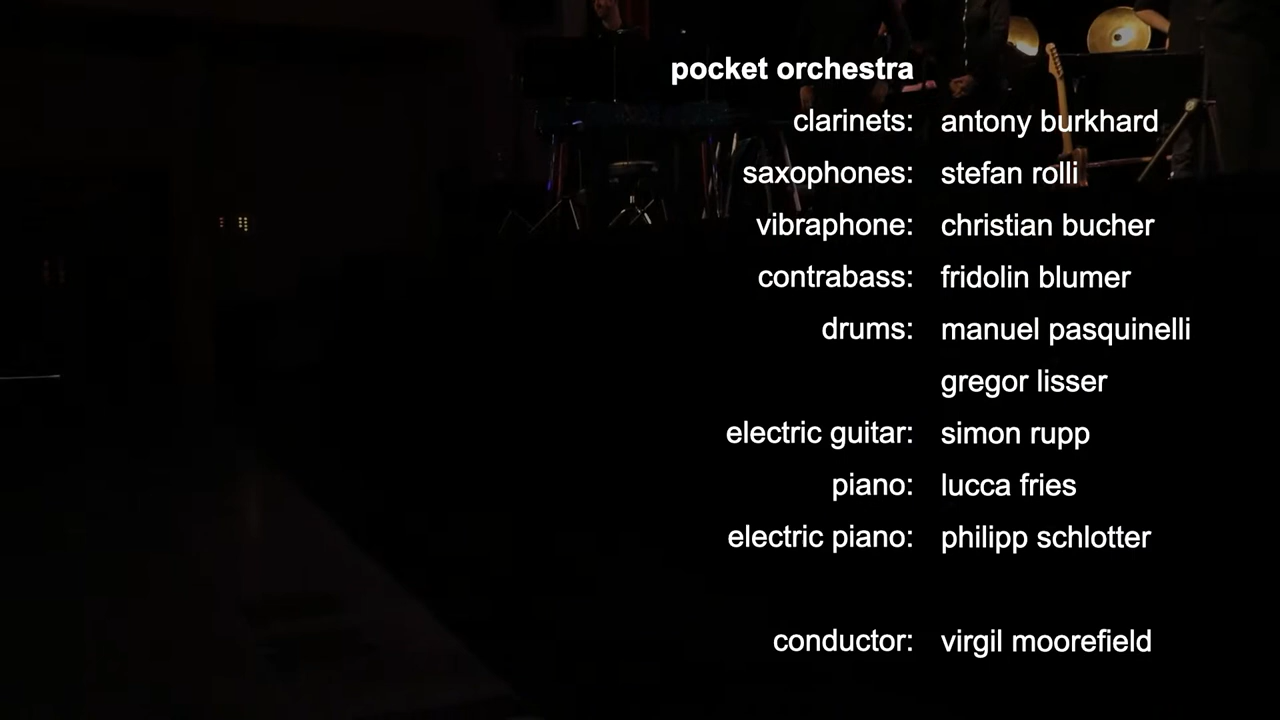 pocket orchestra
clarinets: antony burkhard
saxophones: stefan rolli
vibraphone: christian bucher
contrabass: fridolin blumer
drums: manuel pasquinelli
gregor lisser
electric guitar: simon rupp
piano: lucca fries
electric piano: philipp schlotter
conductor: virgil moorefield